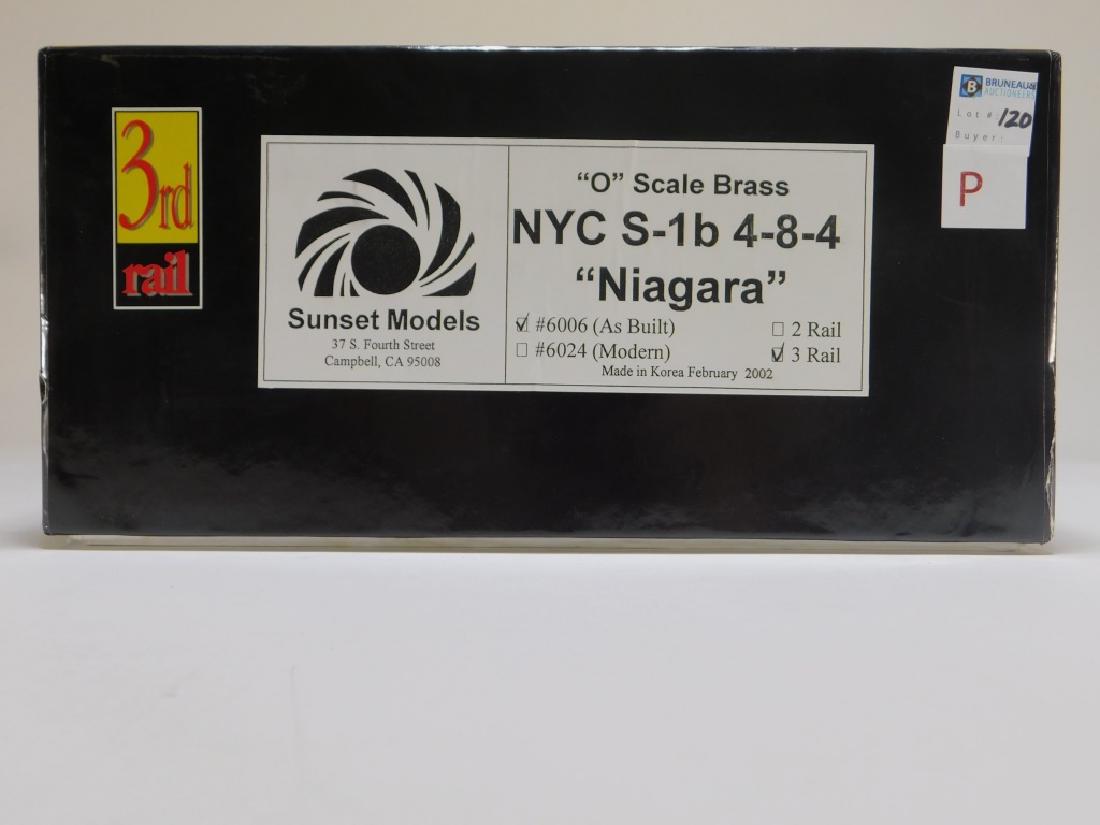 3rd
rail
Sunset Models
37 S. Fourth Street
Campbell, CA 95008
"O" Scale Brass
NYC S-1b 4-8-4
"Niagara"
☑ #6006 (As Built) ☐ 2 Rail
☐ #6024 (Modern) ☑ 3 Rail
Made in Korea February 2002
B BRUNEAU&
AUCTIONEERS
Lot #: 120
Buyer:
P